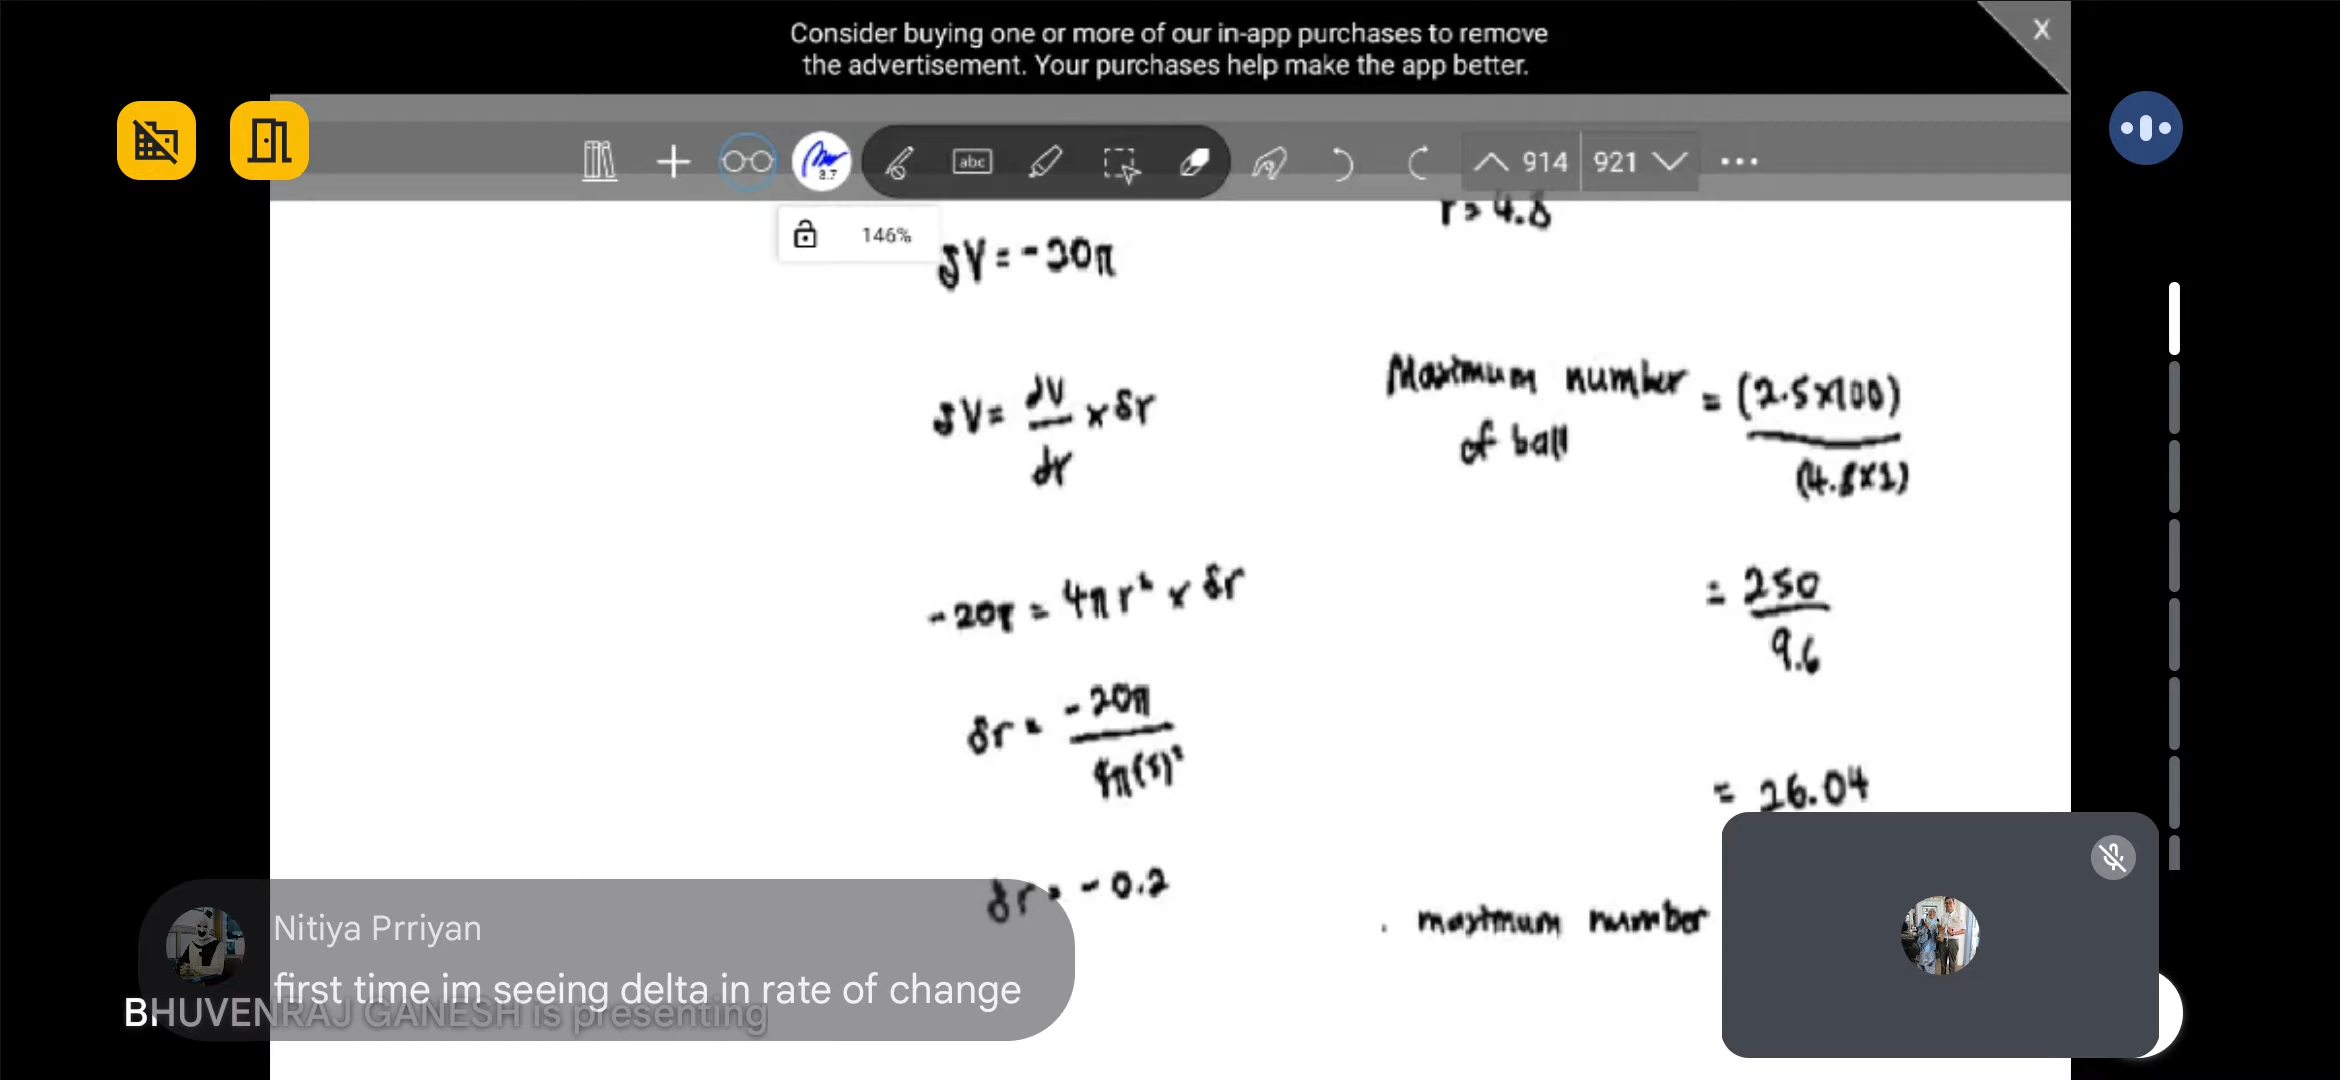 Consider buying one or more of our in-app purchases to remove
the advertisement. Your purchases help make the app better.
X
abc
3.7
914
921
146%
δV = -20π
δV = dV/dr × δr
-20π = 4πr² × δr
δr = -20π/4π(5)²
δr = -0.2
r = 4.8
Maximum number of ball = (2.5×100)/(4.8×2)
= 250/9.6
= 26.04
maximum number
Nitiya Prriyan
first time im seeing delta in rate of change
BHUVENRAJ GANESH is presenting